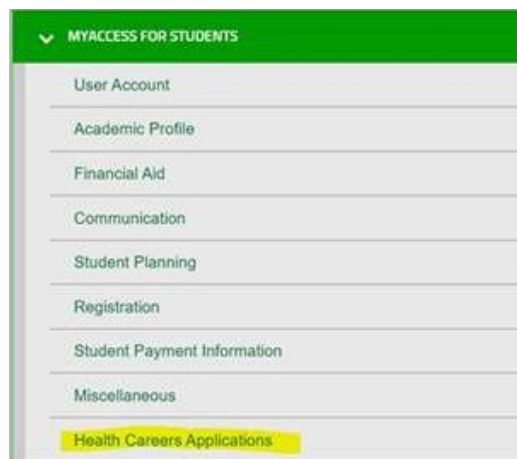 MYACCESS FOR STUDENTS
User Account
Academic Profile
Financial Aid
Communication
Student Planning
Registration
Student Payment Information
Miscellaneous
Health Careers Applications